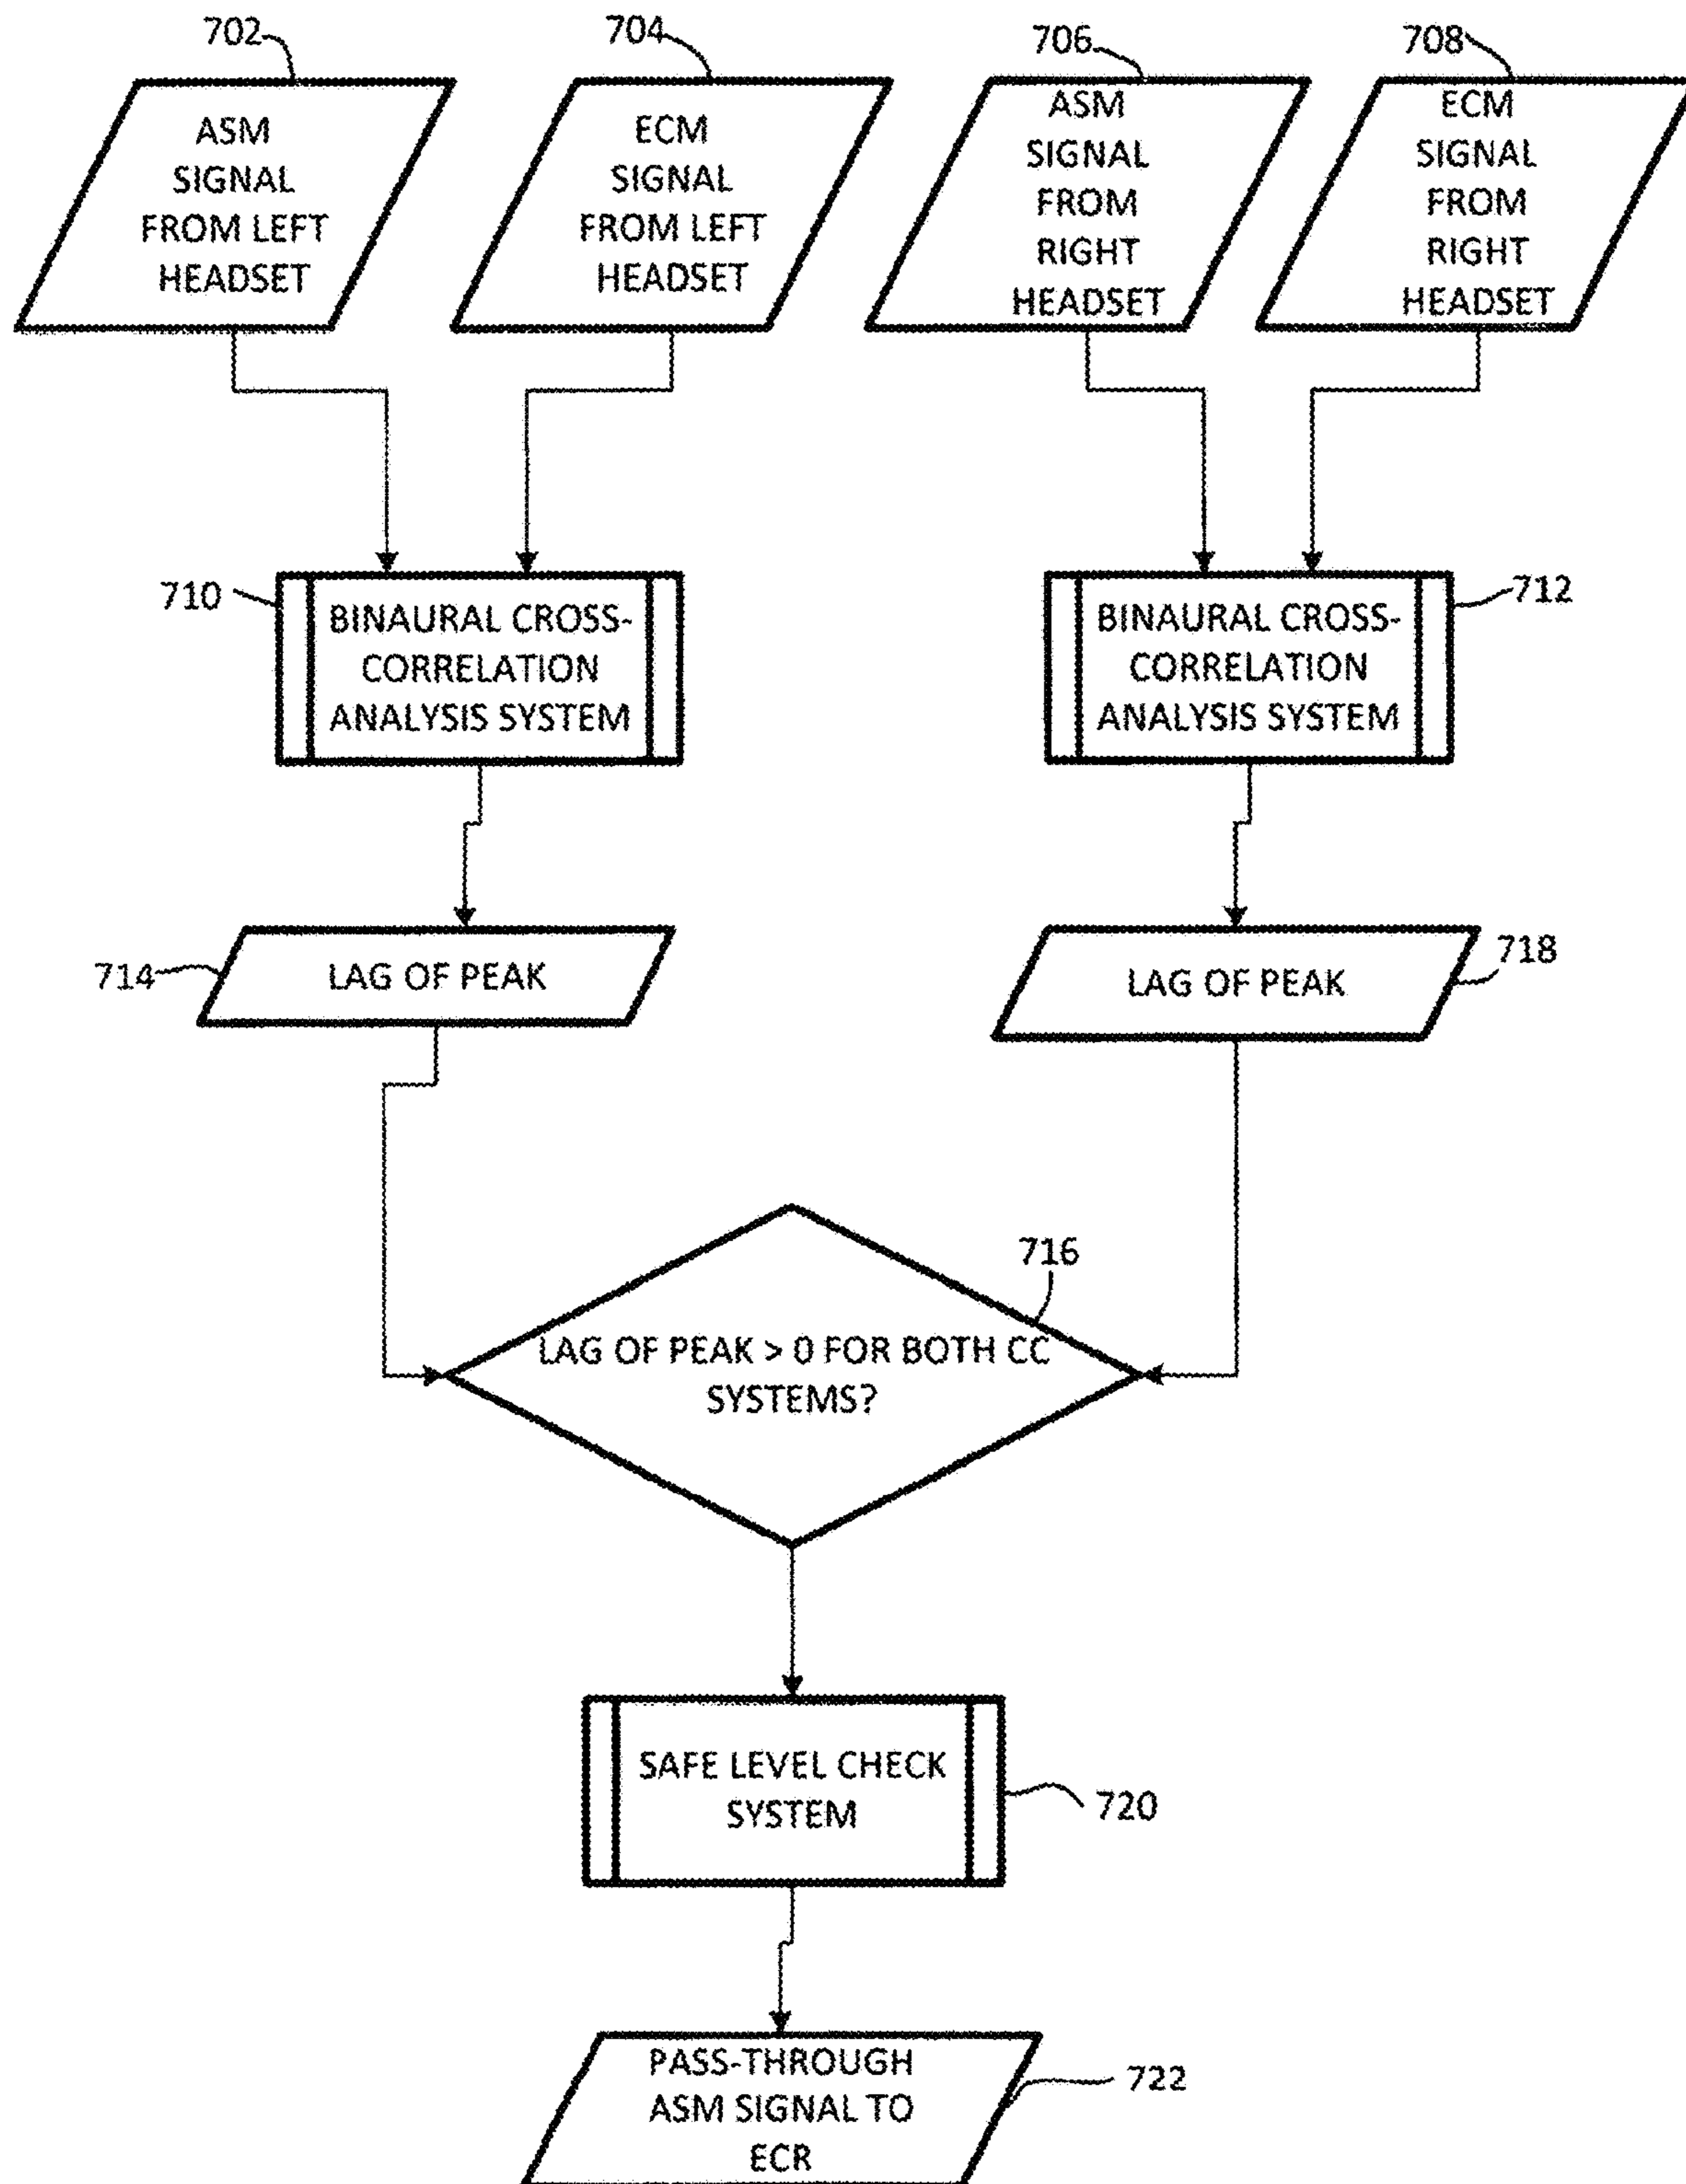 702
704
706
708
ASM
SIGNAL
FROM LEFT
HEADSET
ECM
SIGNAL
FROM LEFT
HEADSET
ASM
SIGNAL
FROM
RIGHT
HEADSET
ECM
SIGNAL
FROM
RIGHT
HEADSET
710
BINAURAL CROSS-
CORRELATION
ANALYSIS SYSTEM
BINAURAL CROSS-
CORRELATION
ANALYSIS SYSTEM
712
714
LAG OF PEAK
LAG OF PEAK
718
716
LAG OF PEAK > 0 FOR BOTH CC
SYSTEMS?
SAFE LEVEL CHECK
SYSTEM
720
PASS-THROUGH
ASM SIGNAL TO
ECR
722